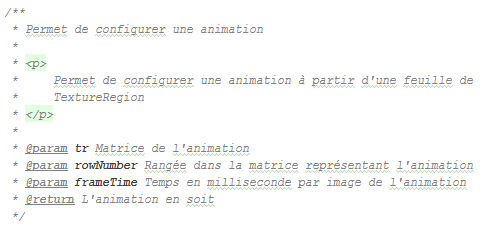 /**
 * Permet de configurer une animation
 *
 * <p>
 *     Permet de configurer une animation à partir d'une feuille de
 *     TextureRegion
 * </p>
 *
 * @param tr Matrice de l'animation
 * @param rowNumber Rangée dans la matrice représentant l'animation
 * @param frameTime Temps en milliseconde par image de l'animation
 * @return L'animation en soit
 */